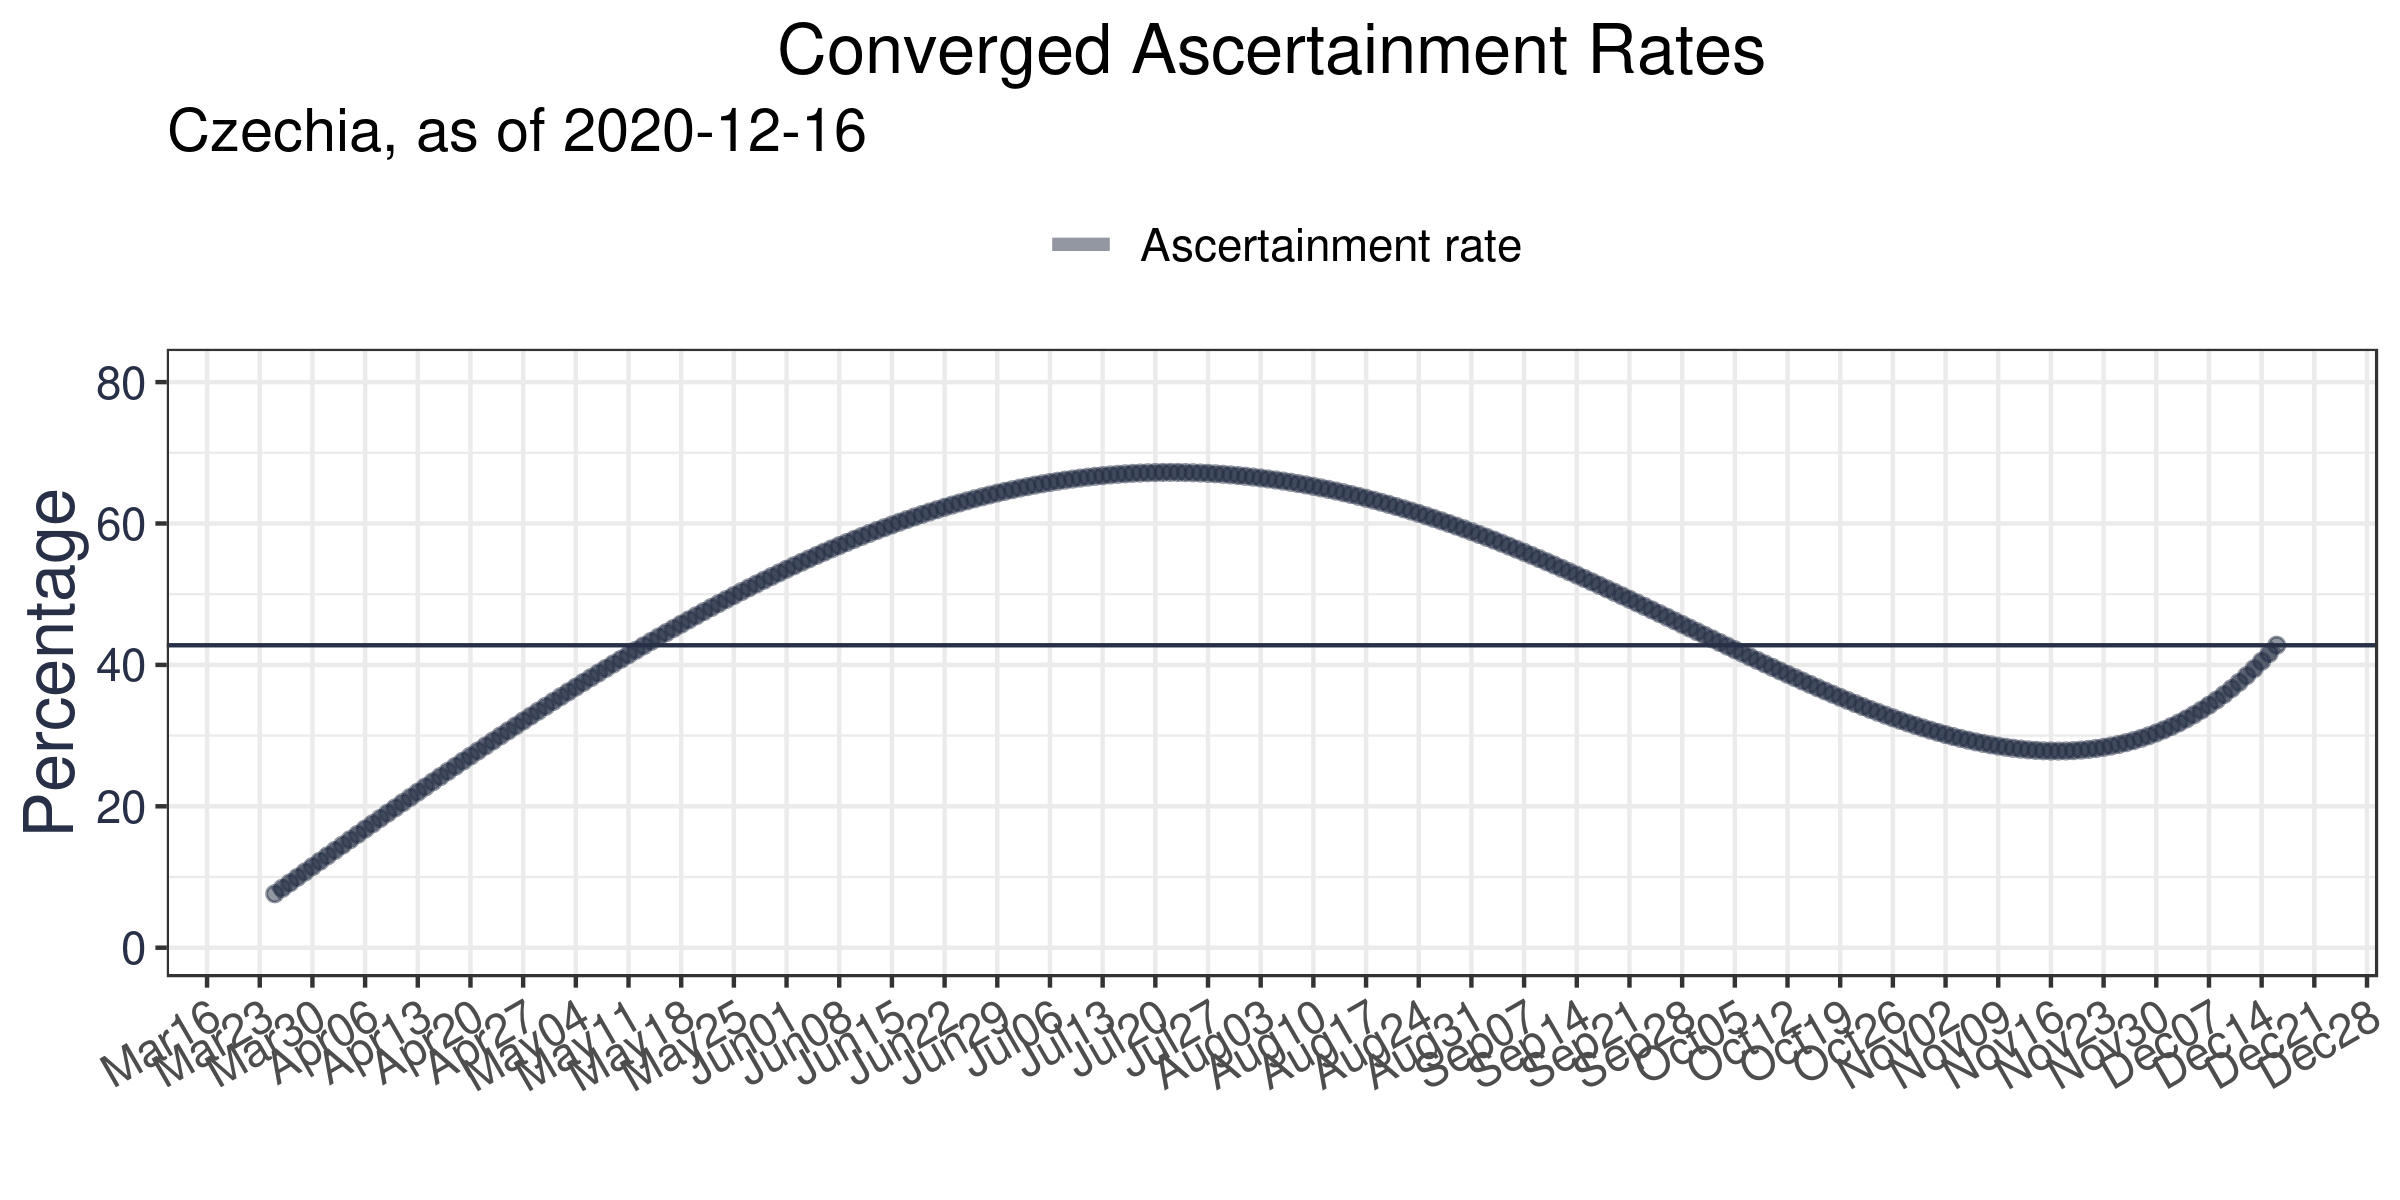 Converged Ascertainment Rates
Czechia, as of 2020-12-16
Ascertainment rate
Percentage
80
60
40
20
0
Mar16
Mar23
Mar30
Apr06
Apr13
Apr20
Apr27
May04
May11
May18
May25
Jun01
Jun08
Jun15
Jun22
Jun29
Jul06
Jul13
Jul20
Jul27
Aug03
Aug10
Aug17
Aug24
Aug31
Sep07
Sep14
Sep21
Sep28
Oct05
Oct12
Oct19
Oct26
Nov02
Nov09
Nov16
Nov23
Nov30
Dec07
Dec14
Dec21
Dec28